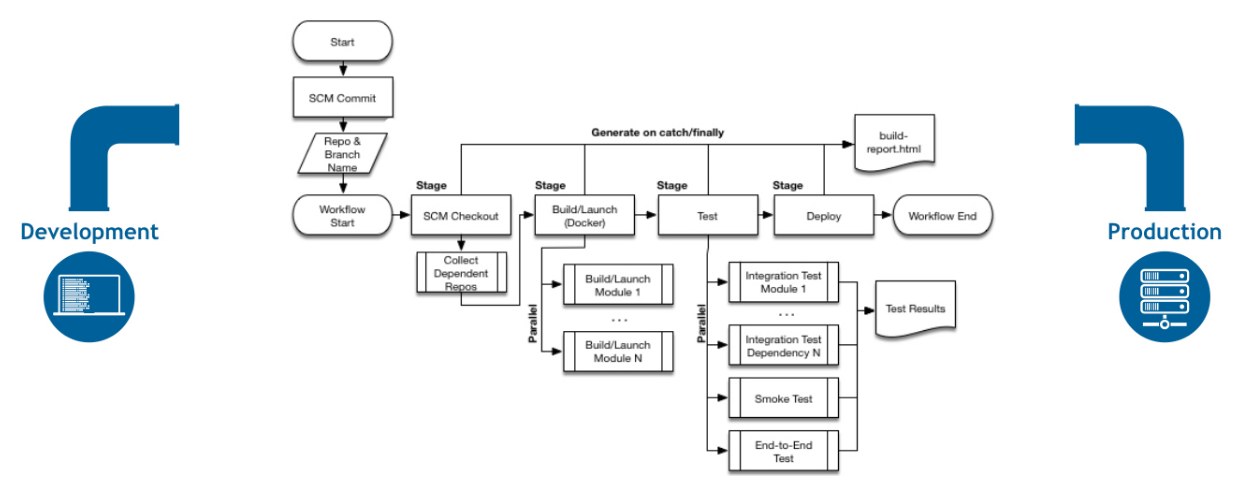 Start
SCM Commit
Repo &
Branch
Name
Generate on catch/finally
build-
report.html
Stage
Stage
Stage
Stage
Workflow
Start
SCM Checkout
Build/Launch
(Docker)
Test
Deploy
Workflow End
Development
Production
Collect
Dependent
Repos
Parallel
Build/Launch
Module 1
...
Build/Launch
Module N
Parallel
Integration Test
Module 1
...
Integration Test
Dependency N
Smoke Test
End-to-End
Test
Test Results